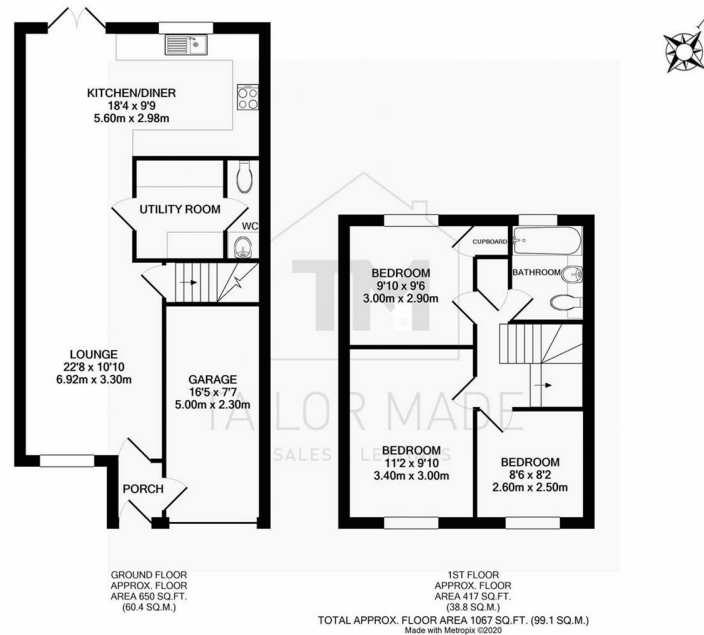 KITCHEN/DINER
18'4 x 9'9
5.60m x 2.98m
UTILITY ROOM
WC
LOUNGE
22'8 x 10'10
6.92m x 3.30m
GARAGE
16'5 x 7'7
5.00m x 2.30m
PORCH
BEDROOM
9'10 x 9'6
3.00m x 2.90m
CUPBOARD
BATHROOM
BEDROOM
11'2 x 9'10
3.40m x 3.00m
BEDROOM
8'6 x 8'2
2.60m x 2.50m
TM
TAILOR MADE
SALES LETTINGS
GROUND FLOOR
APPROX. FLOOR
AREA 650 SQ.FT.
(60.4 SQ.M.)
1ST FLOOR
APPROX. FLOOR
AREA 417 SQ.FT.
(38.8 SQ.M.)
TOTAL APPROX. FLOOR AREA 1067 SQ.FT. (99.1 SQ.M.)
Made with Metropix ©2020